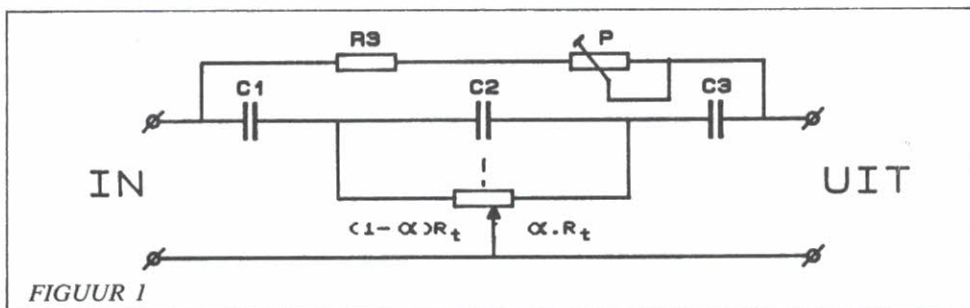 R3
P
C1
C2
C3
IN
UIT
(1-α)Rt
α.Rt
FIGUUR 1